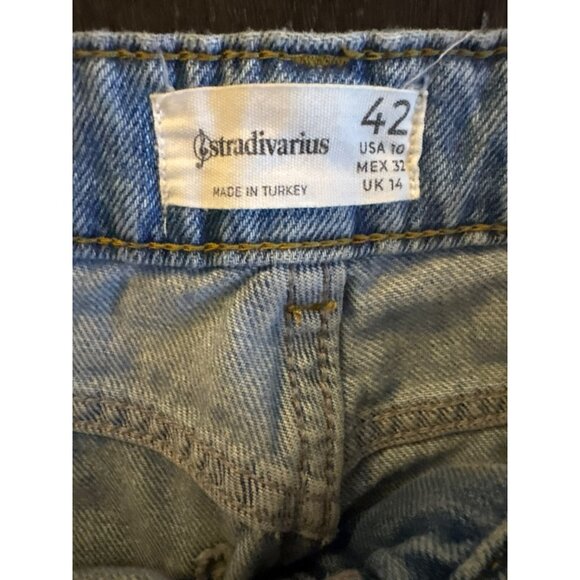 stradivarius
MADE IN TURKEY
42
USA 10
MEX 32
UK 14